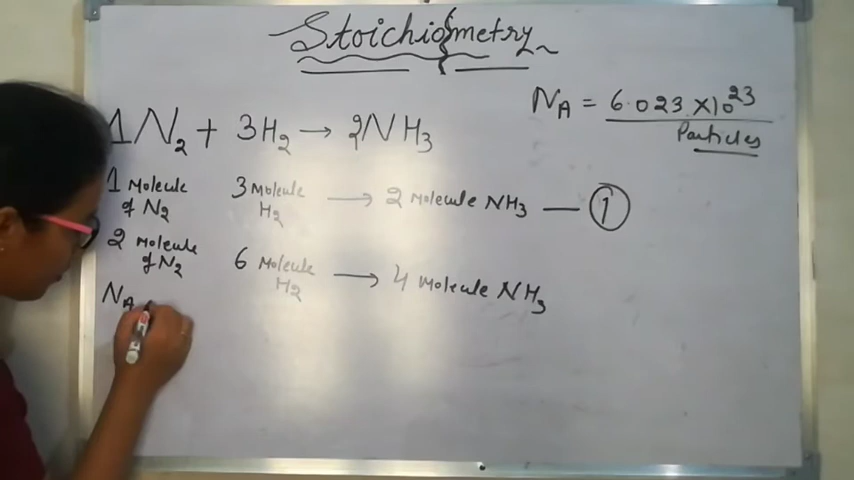 Stoichiometry
N_A = 6.023 × 10^23
Particles
1N₂ + 3H₂ → 2NH₃
1 Molecule of N₂ 3 Molecule H₂ → 2 Molecule NH₃ — ①
2 Molecule of N₂ 6 Molecule H₂ → 4 Molecule NH₃
N_A